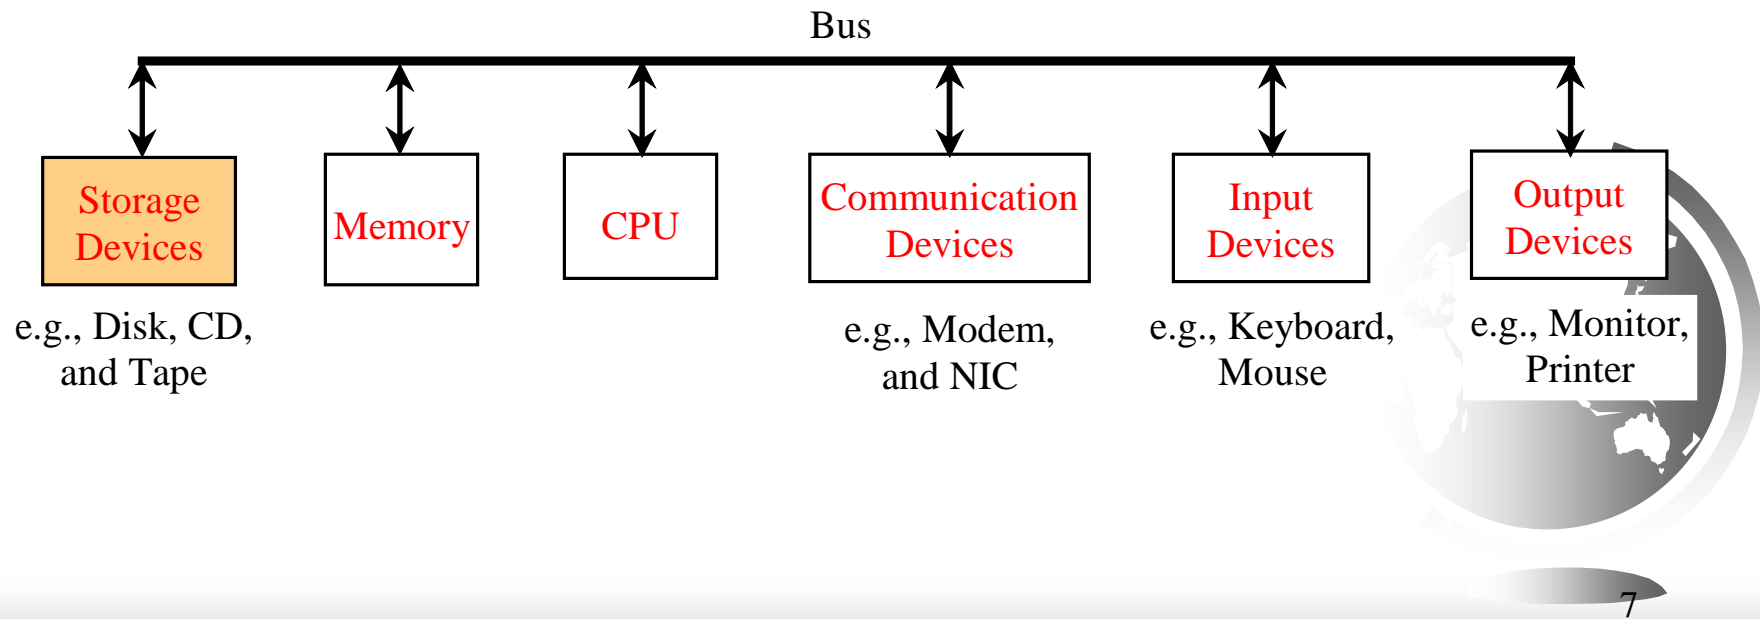 Bus
Storage
Devices
Memory
CPU
Communication
Devices
Input
Devices
Output
Devices
e.g., Disk, CD,
and Tape
e.g., Modem,
and NIC
e.g., Keyboard,
Mouse
e.g., Monitor,
Printer
7